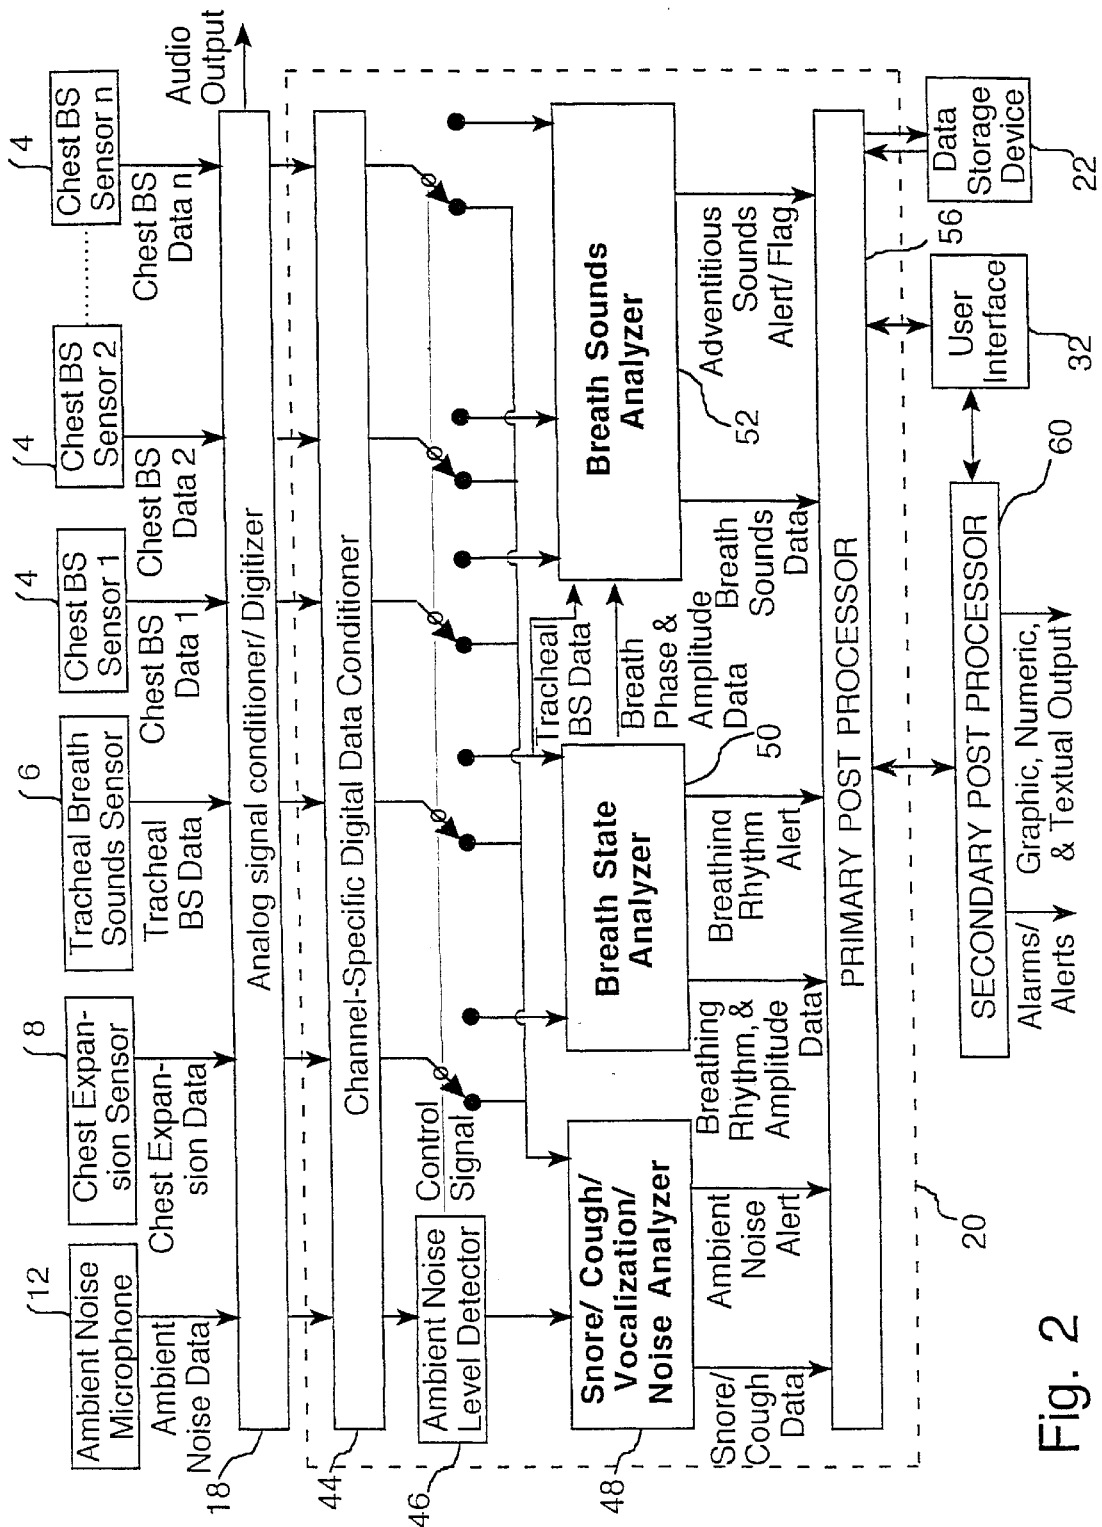 12
8
6
4
4
4
Ambient Noise
Microphone
Chest Expan-
sion Sensor
Tracheal Breath
Sounds Sensor
Chest BS
Sensor 1
Chest BS
Sensor 2
Chest BS
Sensor n
Ambient
Noise Data
Chest Expan-
sion Data
Tracheal
BS Data
Chest BS
Data 1
Chest BS
Data 2
Chest BS
Data n
Audio
Output
18
Analog signal conditioner/ Digitizer
44
Channel-Specific Digital Data Conditioner
46
Ambient Noise
Level Detector
Control
Signal
48
Snore/ Cough/
Vocalization/
Noise Analyzer
Breath State
Analyzer
50
Tracheal
BS Data
Breath
Phase &
Amplitude
Data
Breath Sounds
Analyzer
52
Snore/
Cough
Data
Ambient
Noise
Alert
Breathing
Rhythm, &
Amplitude
Data
Breathing
Rhythm
Alert
Breath
Sounds
Data
Adventitious
Sounds
Alert/ Flag
PRIMARY POST PROCESSOR
56
20
SECONDARY POST PROCESSOR
60
User
Interface
32
Data
Storage
Device
22
Alarms/
Alerts
Graphic, Numeric,
& Textual Output
Fig. 2